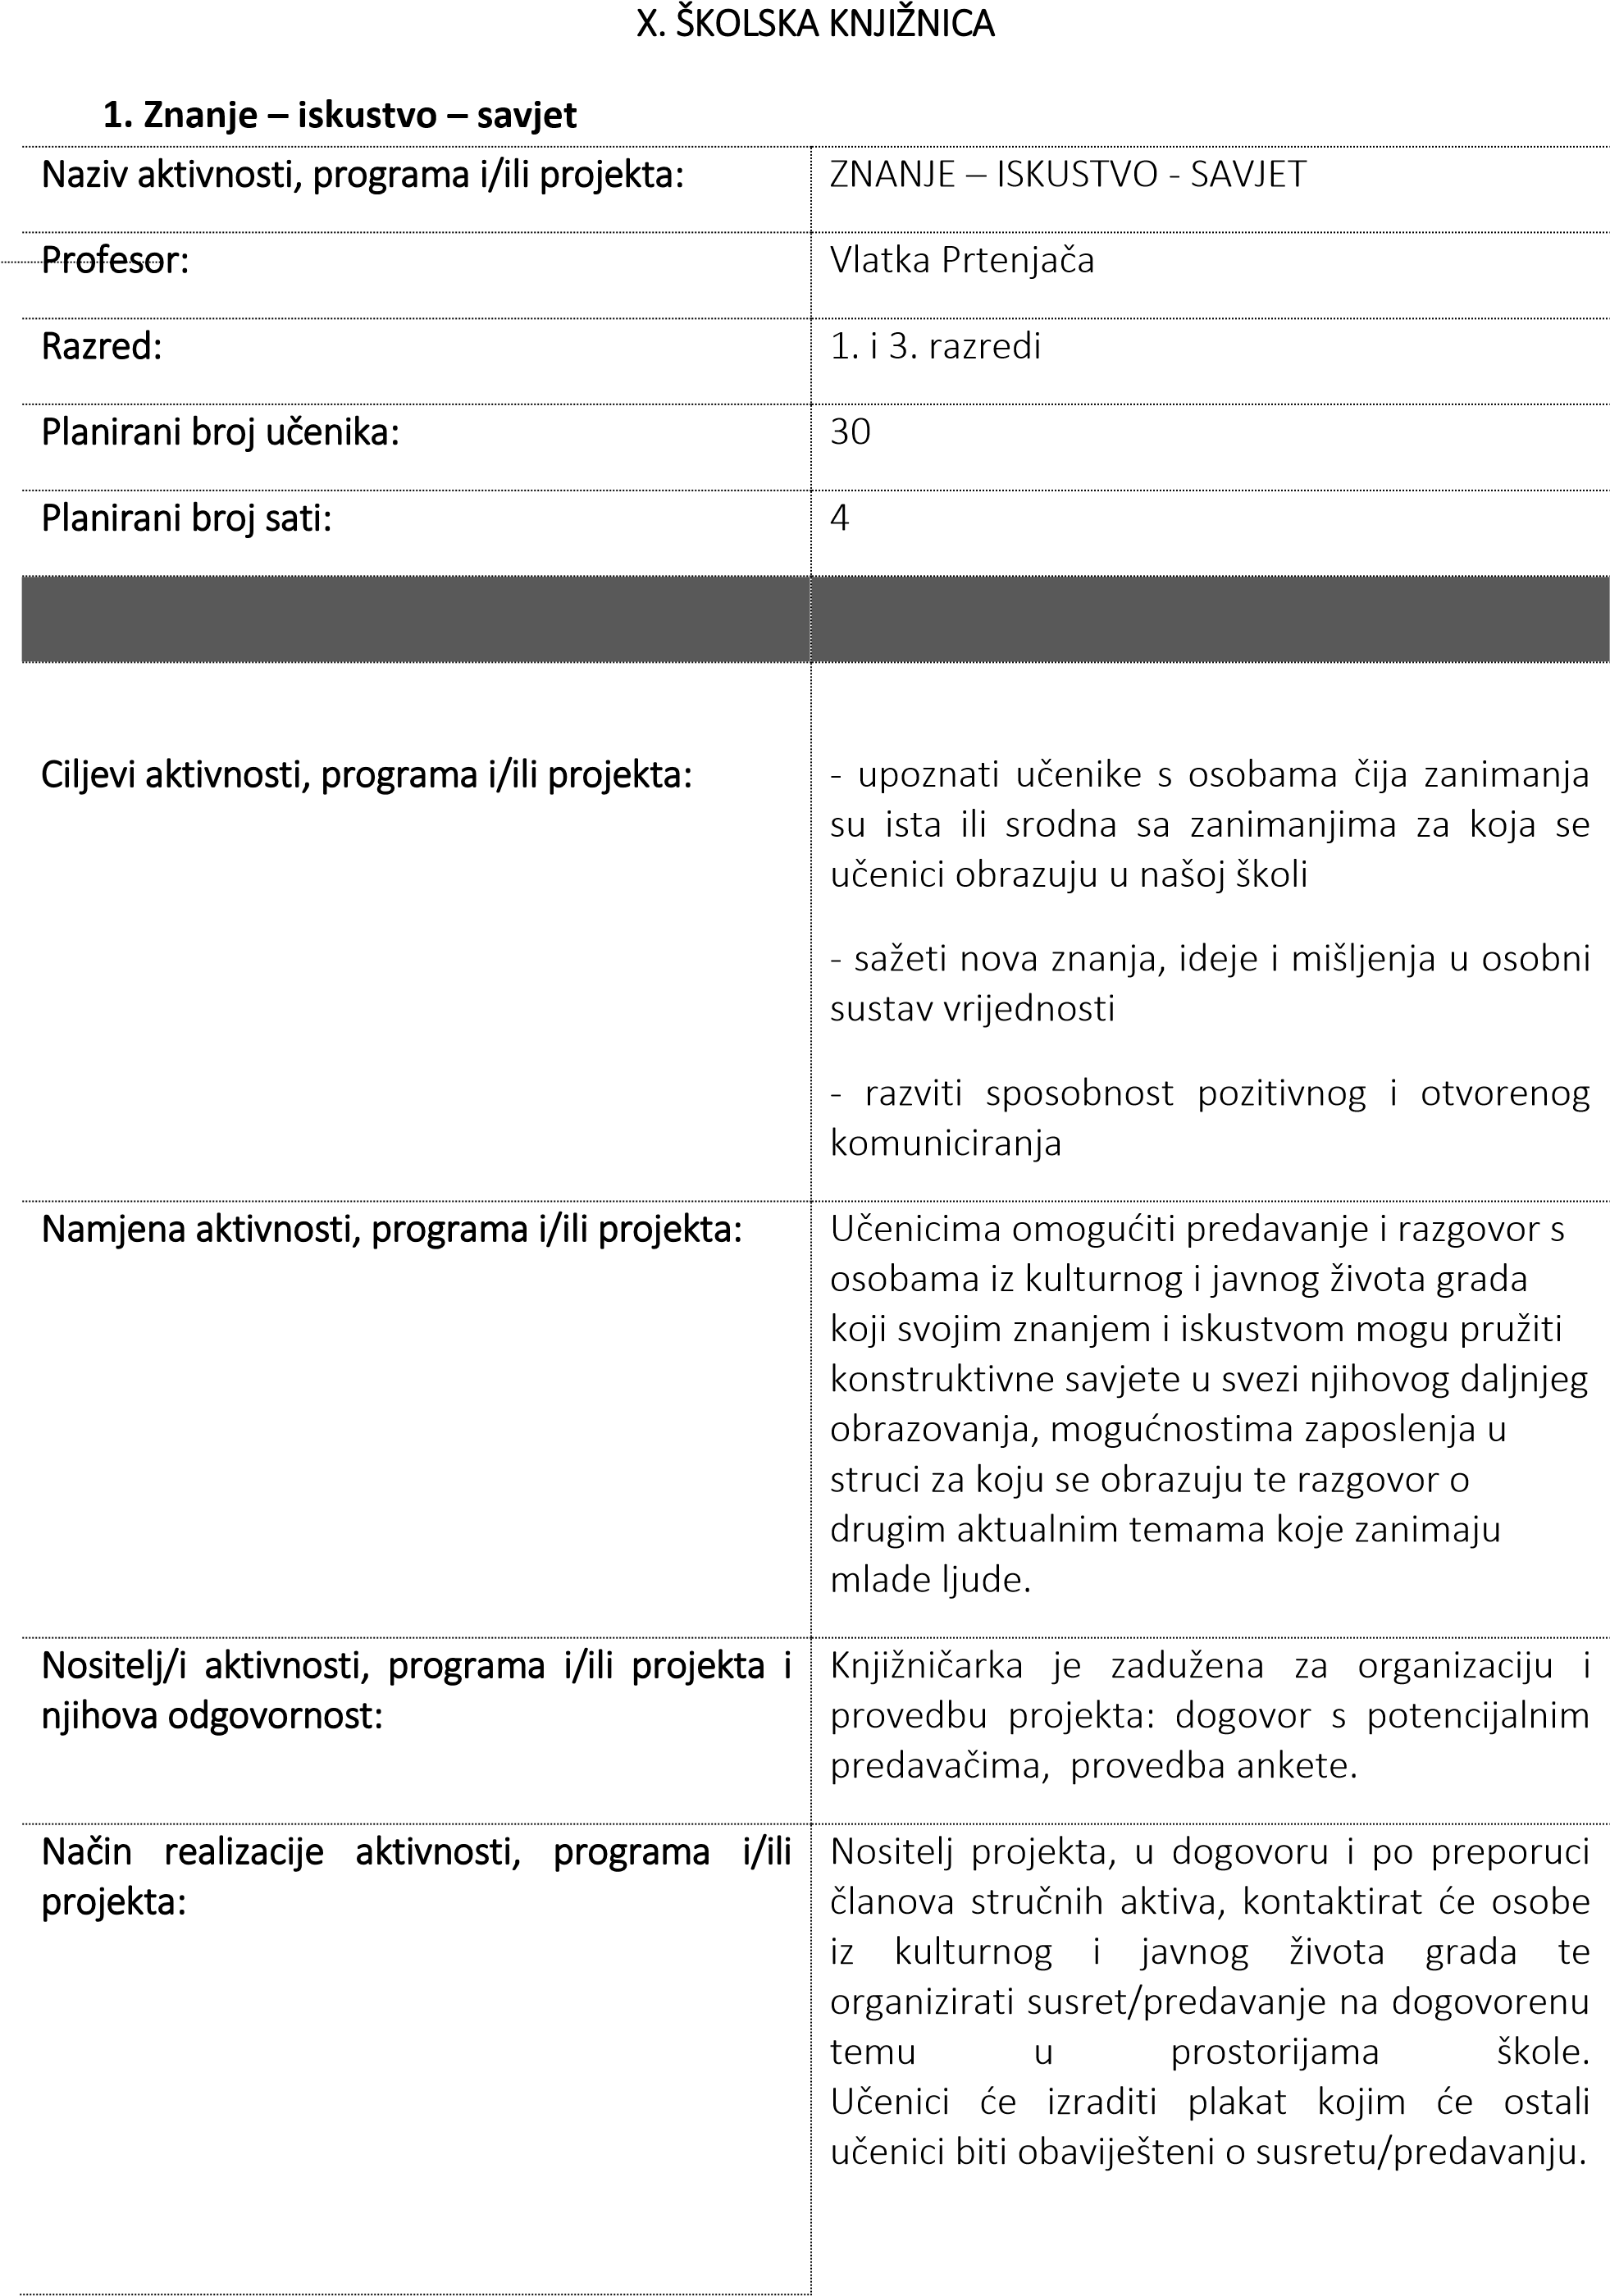 X. ŠKOLSKA KNJIŽNICA
1. Znanje – iskustvo – savjet
Naziv aktivnosti, programa i/ili projekta:
ZNANJE – ISKUSTVO - SAVJET
Profesor:
Vlatka Prtenjača
Razred:
1. i 3. razredi
Planirani broj učenika:
30
Planirani broj sati:
4
Ciljevi aktivnosti, programa i/ili projekta:
- upoznati učenike s osobama čija zanimanja
su ista ili srodna sa zanimanjima za koja se
učenici obrazuju u našoj školi
- sažeti nova znanja, ideje i mišljenja u osobni
sustav vrijednosti
- razviti sposobnost pozitivnog i otvorenog
komuniciranja
Namjena aktivnosti, programa i/ili projekta:
Učenicima omogućiti predavanje i razgovor s
osobama iz kulturnog i javnog života grada
koji svojim znanjem i iskustvom mogu pružiti
konstruktivne savjete u svezi njihovog daljnjeg
obrazovanja, mogućnostima zaposlenja u
struci za koju se obrazuju te razgovor o
drugim aktualnim temama koje zanimaju
mlade ljude.
Nositelj/i aktivnosti, programa i/ili projekta i
njihova odgovornost:
Knjižničarka je zadužena za organizaciju i
provedbu projekta: dogovor s potencijalnim
predavačima,  provedba ankete.
Način realizacije aktivnosti, programa i/ili
projekta:
Nositelj projekta, u dogovoru i po preporuci
članova stručnih aktiva, kontaktirat će osobe
iz kulturnog i javnog života grada te
organizirati susret/predavanje na dogovorenu
temu u prostorijama škole.
Učenici će izraditi plakat kojim će ostali
učenici biti obaviješteni o susretu/predavanju.